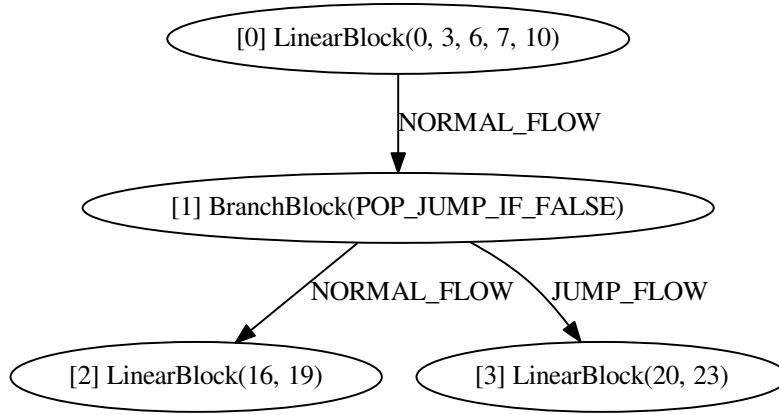 [0] LinearBlock(0, 3, 6, 7, 10)
NORMAL_FLOW
[1] BranchBlock(POP_JUMP_IF_FALSE)
NORMAL_FLOW
JUMP_FLOW
[2] LinearBlock(16, 19)
[3] LinearBlock(20, 23)